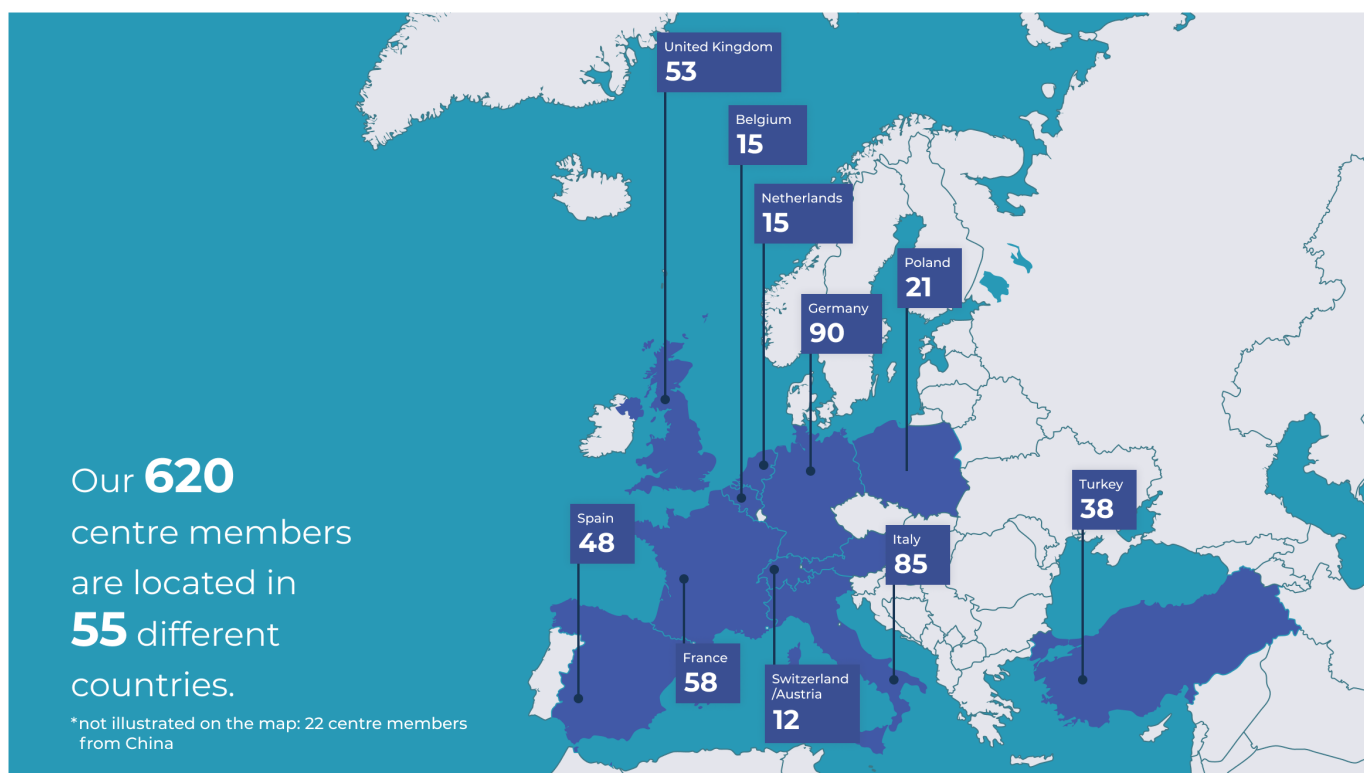 United Kingdom
53
Belgium
15
Netherlands
15
Poland
21
Germany
90
Turkey
38
Spain
48
Italy
85
France
58
Switzerland
/Austria
12
Our 620
centre members
are located in
55 different
countries.
*not illustrated on the map: 22 centre members
from China